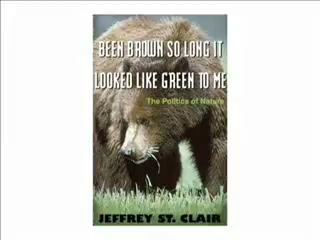 BEEN BROWN SO LONG IT
LOOKED LIKE GREEN TO ME
The Politics of Nature
JEFFREY ST. CLAIR